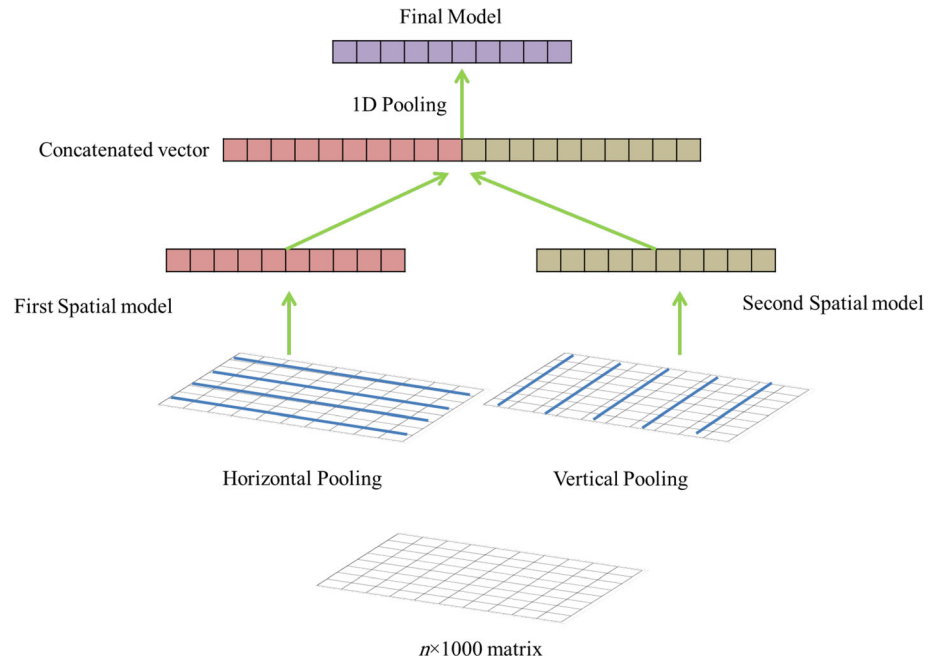 Final Model
1D Pooling
Concatenated vector
First Spatial model
Second Spatial model
Horizontal Pooling
Vertical Pooling
n×1000 matrix